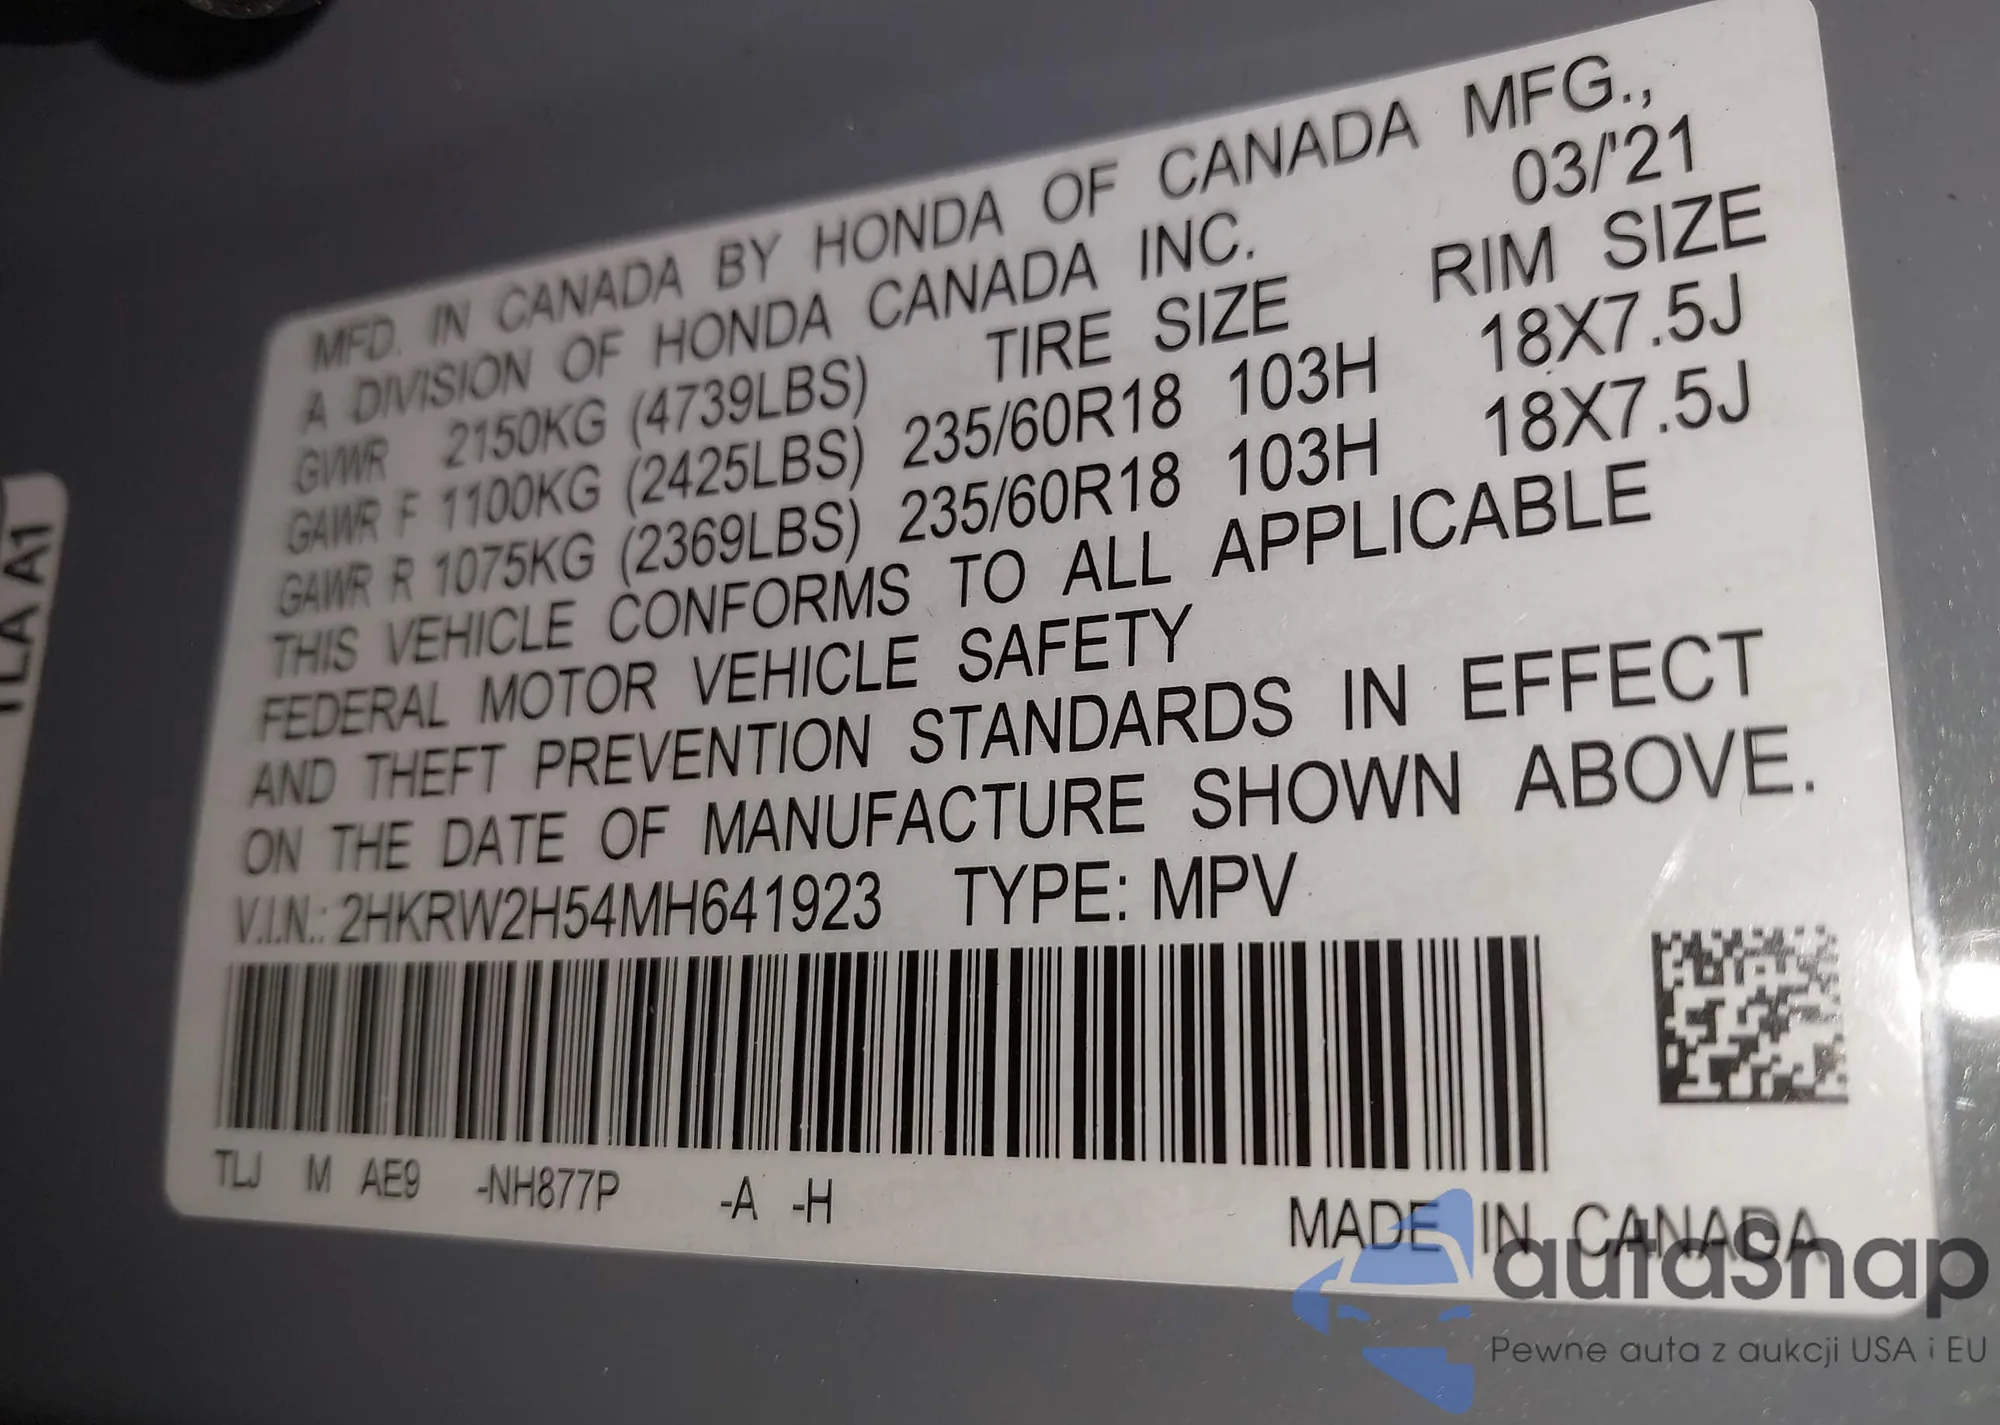 MFD. IN CANADA BY HONDA OF CANADA MFG.,
A DIVISION OF HONDA CANADA INC. 03/'21
GVWR 2150KG (4739LBS) TIRE SIZE RIM SIZE
GAWR F 1100KG (2425LBS) 235/60R18 103H 18X7.5J
GAWR R 1075KG (2369LBS) 235/60R18 103H 18X7.5J
THIS VEHICLE CONFORMS TO ALL APPLICABLE
FEDERAL MOTOR VEHICLE SAFETY
AND THEFT PREVENTION STANDARDS IN EFFECT
ON THE DATE OF MANUFACTURE SHOWN ABOVE.
V.I.N.: 2HKRW2H54MH641923 TYPE: MPV
TLJ M AE9 -NH877P -A -H
MADE IN CANADA
TLA A1
autaSnap
Pewne auta z aukcji USA i EU